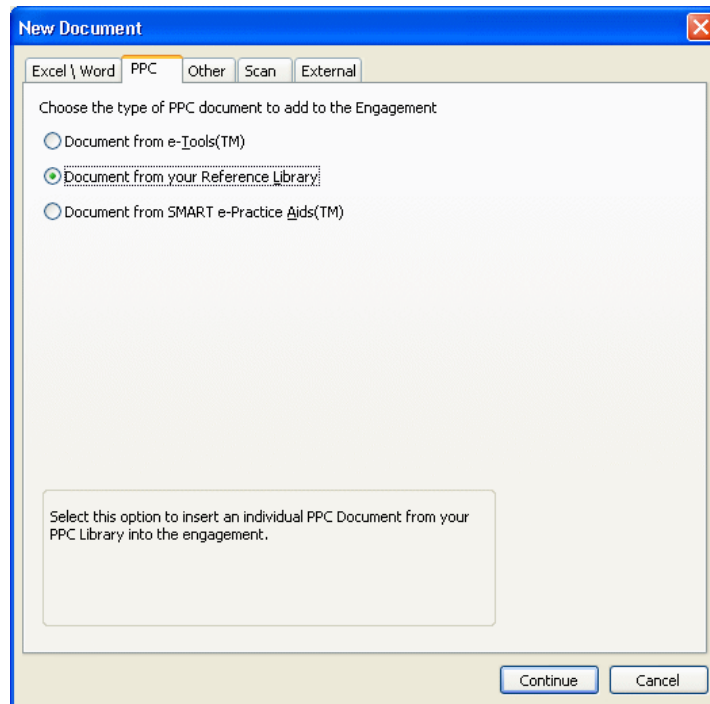 New Document
Excel \ Word PPC Other Scan External
Choose the type of PPC document to add to the Engagement
Document from e-Tools(TM)
Document from your Reference Library
Document from SMART e-Practice Aids(TM)
Select this option to insert an individual PPC Document from your
PPC Library into the engagement.
Continue Cancel